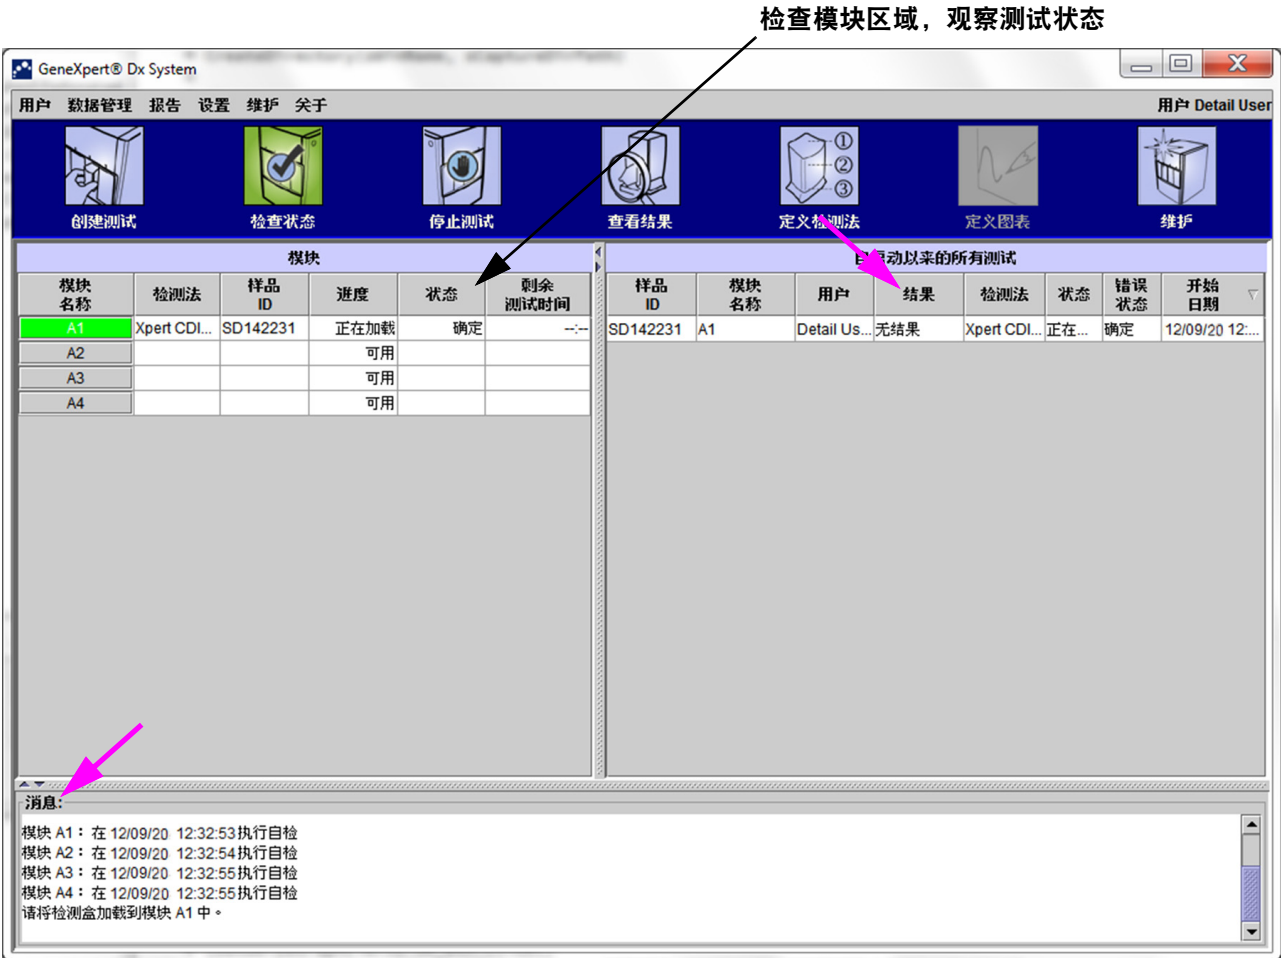 检查模块区域，观察测试状态
GeneXpert® Dx System
用户 数据管理 报告 设置 维护 关于
用户 Detail User
创建测试 检查状态 停止测试 查看结果 定义检测法 定义图表 维护
①
②
③
模块
模块名称 检测法 样品 ID 进度 状态 剩余测试时间
A1 Xpert CDI... SD142231 正在加载 确定 --:--
A2 可用
A3 可用
A4 可用
动以来的所有测试
样品 ID 模块名称 用户 结果 检测法 状态 错误状态 开始日期
SD142231 A1 Detail Us... 无结果 Xpert CDI... 正在... 确定 12/09/20 12:...
消息:
模块 A1： 在 12/09/20 12:32:53执行自检
模块 A2： 在 12/09/20 12:32:54执行自检
模块 A3： 在 12/09/20 12:32:55执行自检
模块 A4： 在 12/09/20 12:32:55执行自检
请将检测盒加载到模块 A1 中。